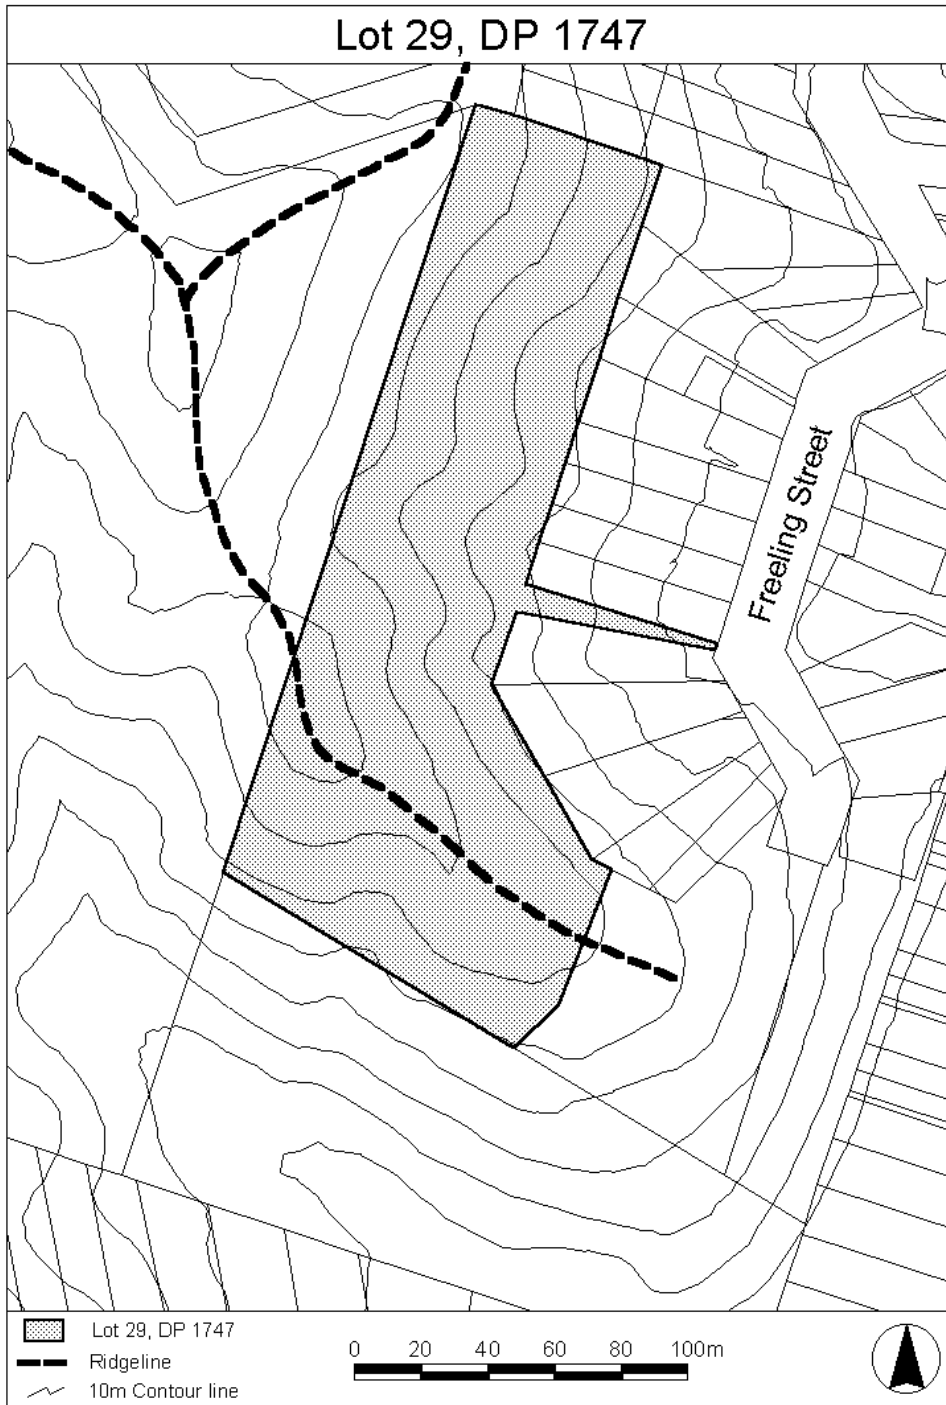 Lot 29, DP 1747
Freeling Street
Lot 29, DP 1747
Ridgeline
10m Contour line
0 20 40 60 80 100m